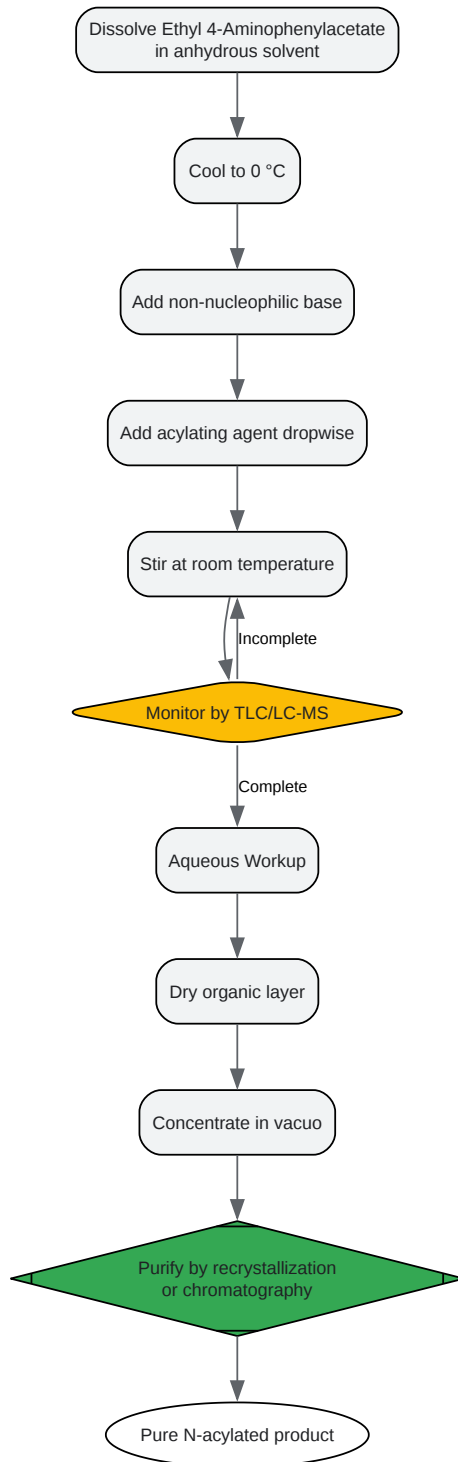 Dissolve Ethyl 4-Aminophenylacetate
in anhydrous solvent
Cool to 0 °C
Add non-nucleophilic base
Add acylating agent dropwise
Stir at room temperature
Incomplete
Monitor by TLC/LC-MS
Complete
Aqueous Workup
Dry organic layer
Concentrate in vacuo
Purify by recrystallization
or chromatography
Pure N-acylated product